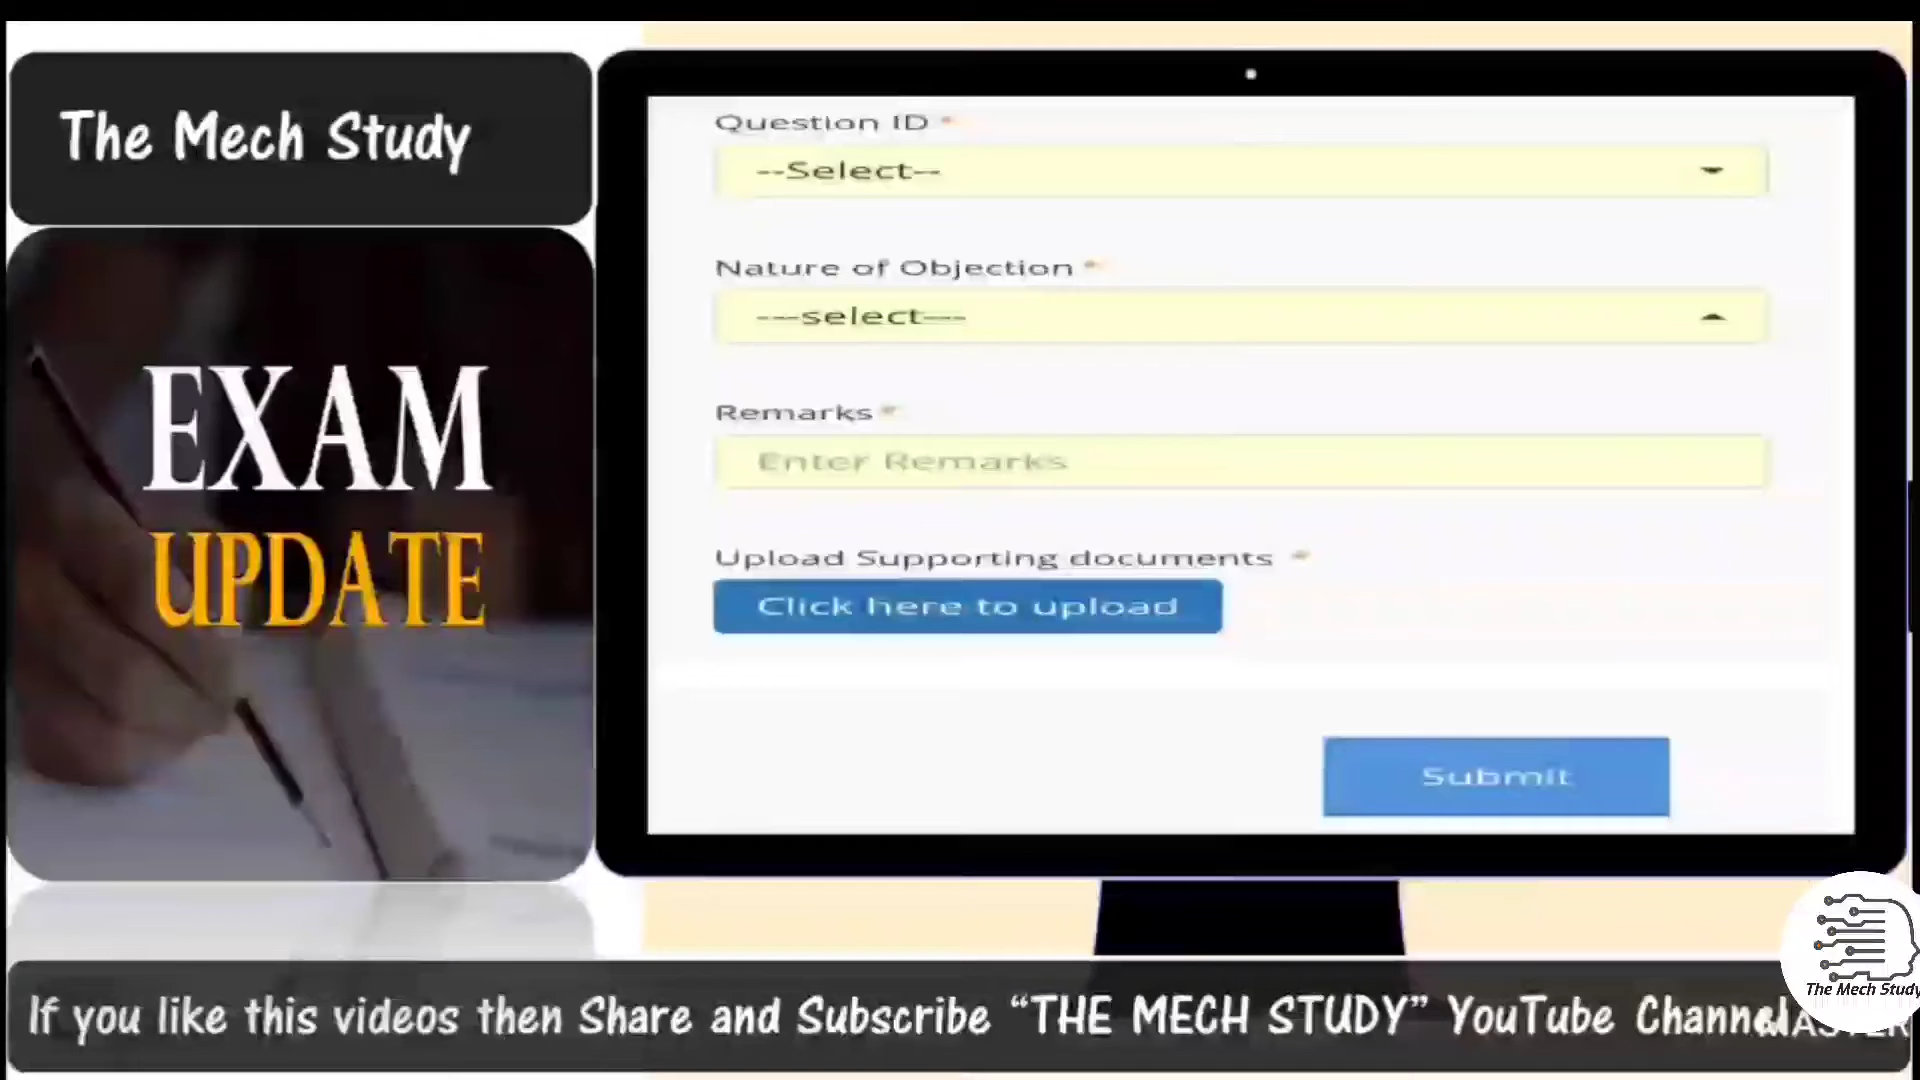 The Mech Study
EXAM
UPDATE
Question ID *
--Select--
Nature of Objection *
---select---
Remarks *
Enter Remarks
Upload Supporting documents *
Click here to upload
Submit
The Mech Study
If you like this videos then Share and Subscribe “THE MECH STUDY” YouTube Channel